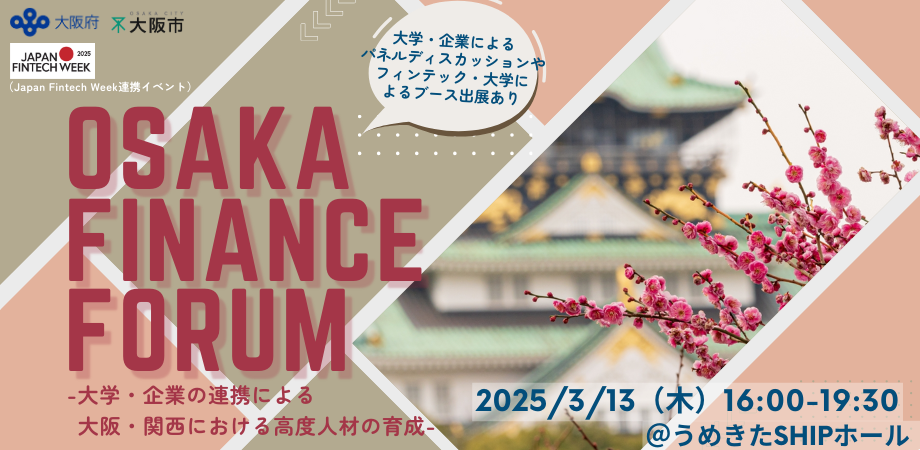 大阪府
OSAKA CITY
大阪市
JAPAN 2025
FINTECH WEEK
（Japan Fintech Week連携イベント）
大学・企業による
パネルディスカッションや
フィンテック・大学に
よるブース出展あり
OSAKA
FINANCE
FORUM
-大学・企業の連携による
大阪・関西における高度人材の育成-
2025/3/13（木）16:00-19:30
@うめきたSHIPホール